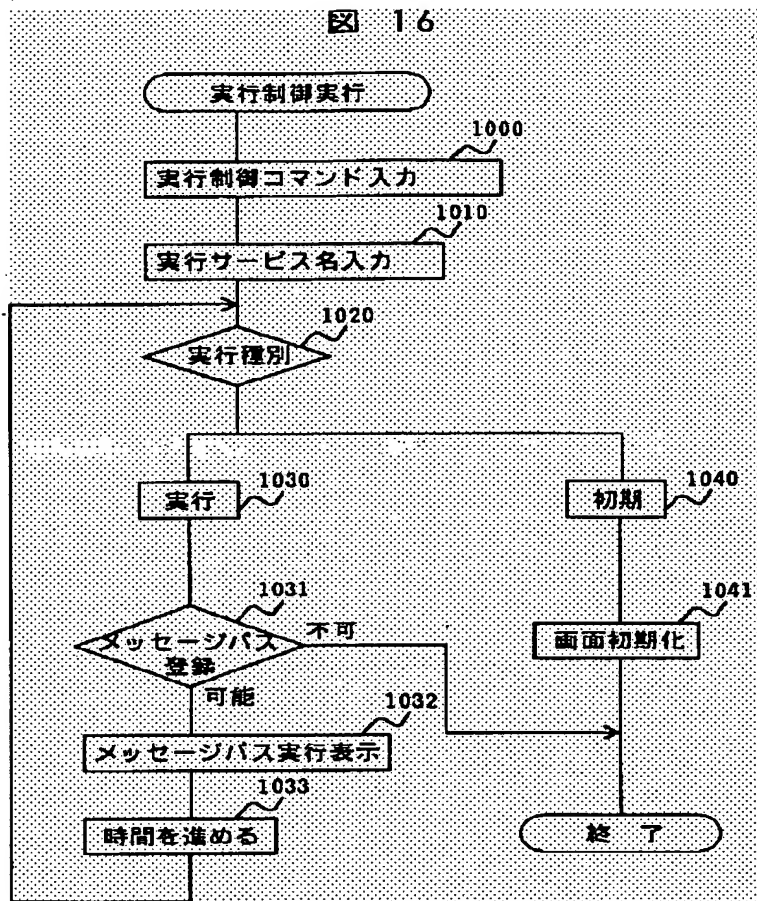 図 16
実行制御実行
1000
実行制御コマンド入力
1010
実行サービス名入力
1020
実行種別
1030
実行
1040
初期
1031
メッセージパス
登録
不可
可能
1041
画面初期化
1032
メッセージパス実行表示
1033
時間を進める
終 了